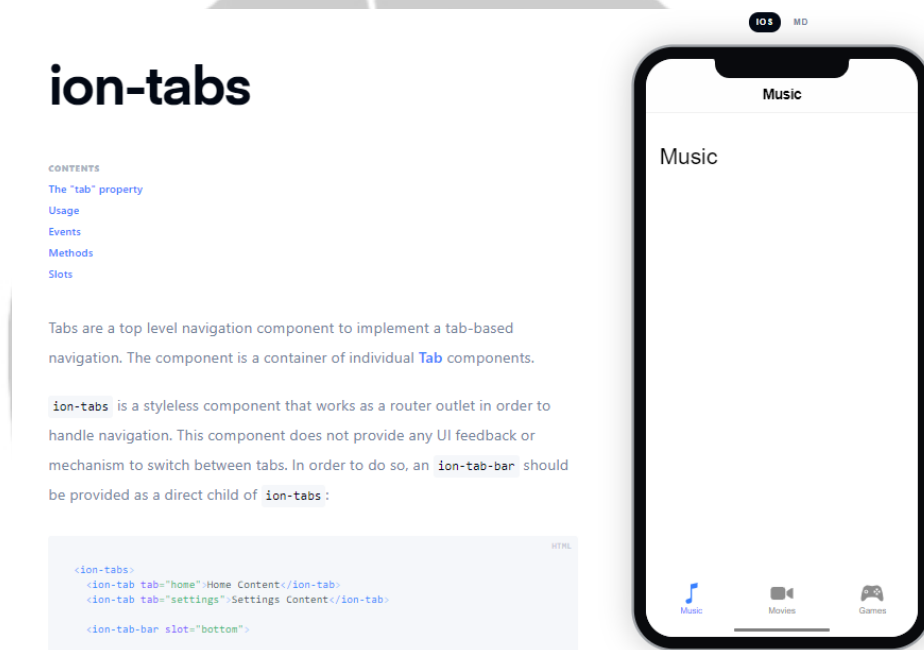 IOS MD
ion-tabs
CONTENTS
The "tab" property
Usage
Events
Methods
Slots
Tabs are a top level navigation component to implement a tab-based
navigation. The component is a container of individual Tab components.
ion-tabs is a styleless component that works as a router outlet in order to
handle navigation. This component does not provide any UI feedback or
mechanism to switch between tabs. In order to do so, an ion-tab-bar should
be provided as a direct child of ion-tabs:
HTML
<ion-tabs>
<ion-tab tab="home">Home Content</ion-tab>
<ion-tab tab="settings">Settings Content</ion-tab>
<ion-tab-bar slot="bottom">
Music
Music
Music
Movies
Games